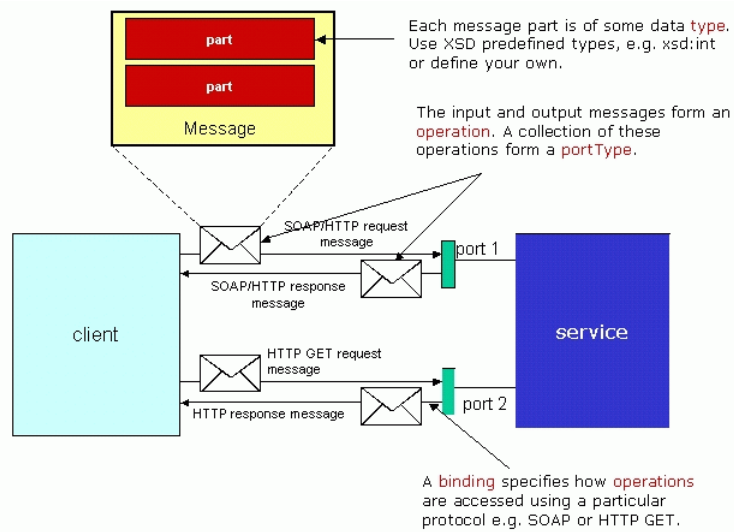 part
part
Message
Each message part is of some data type.
Use XSD predefined types, e.g. xsd:int
or define your own.
The input and output messages form an
operation. A collection of these
operations form a portType.
SOAP/HTTP request
message
port 1
SOAP/HTTP response
message
client
service
HTTP GET request
message
HTTP response message
port 2
A binding specifies how operations
are accessed using a particular
protocol e.g. SOAP or HTTP GET.